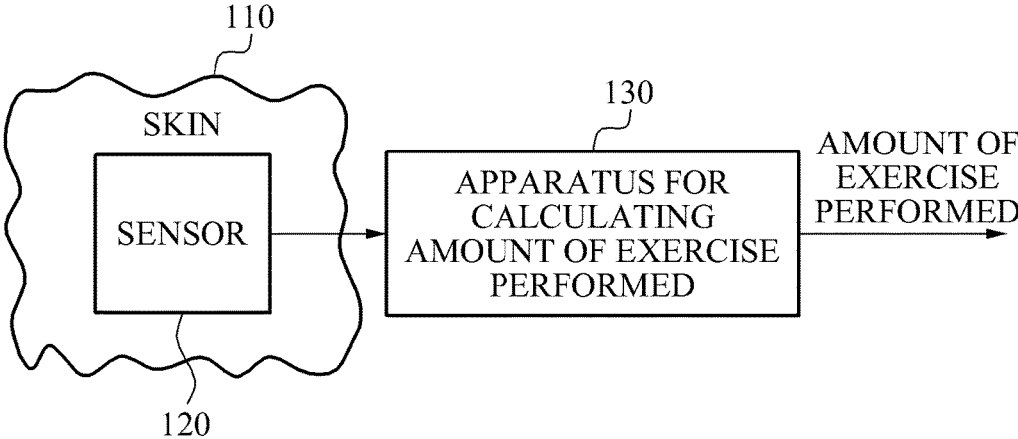 110
SKIN
SENSOR
120
130
APPARATUS FOR
CALCULATING
AMOUNT OF EXERCISE
PERFORMED
AMOUNT OF
EXERCISE
PERFORMED